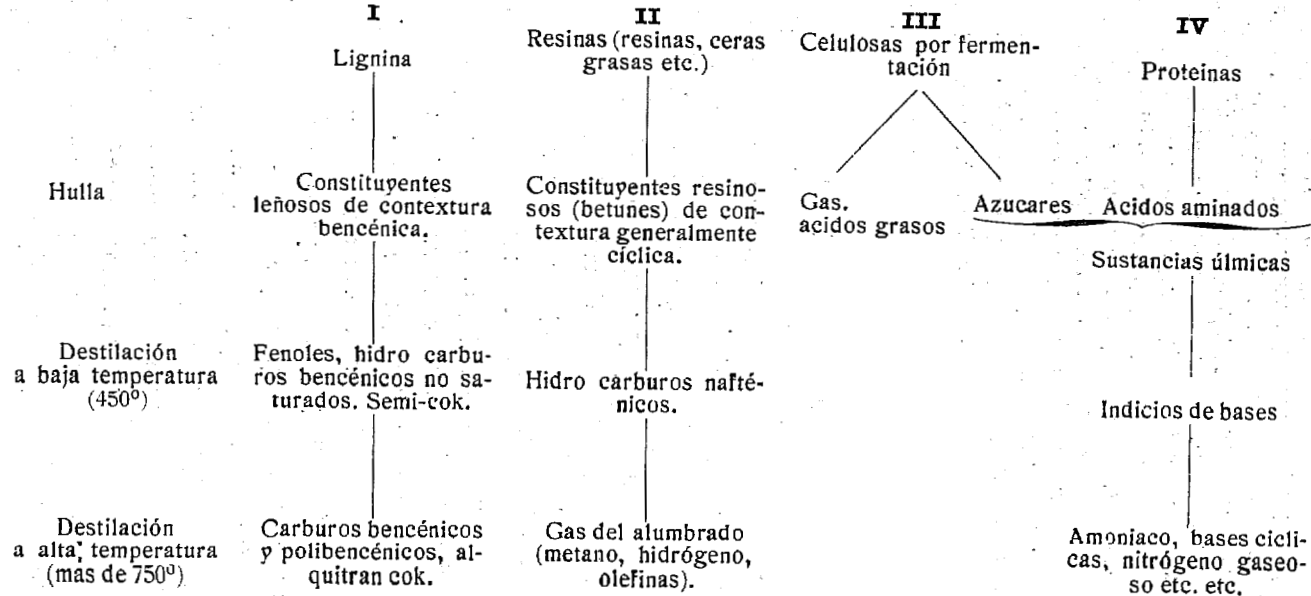 I
II
III
IV
Lignina
Resinas (resinas, ceras
grasas etc.)
Celulosas por fermen-
tación
Proteinas
Hulla
Constituyentes
leñosos de contextura
bencénica.
Constituyentes resino-
sos (betunes) de con-
textura generalmente
cíclica.
Gas.
acidos grasos
Azucares
Acidos aminados
Sustancias úlmicas
Destilación
a baja temperatura
(450º)
Fenoles, hidro carbu-
ros bencénicos no sa-
turados. Semi-cok.
Hidro carburos nafté-
nicos.
Indicios de bases
Destilación
a alta; temperatura
(mas de 750º)
Carburos bencénicos
y polibencénicos, al-
quitran cok.
Gas del alumbrado
(metano, hidrógeno,
olefinas).
Amoniaco, bases cicli-
cas, nitrógeno gaseo-
so etc. etc.